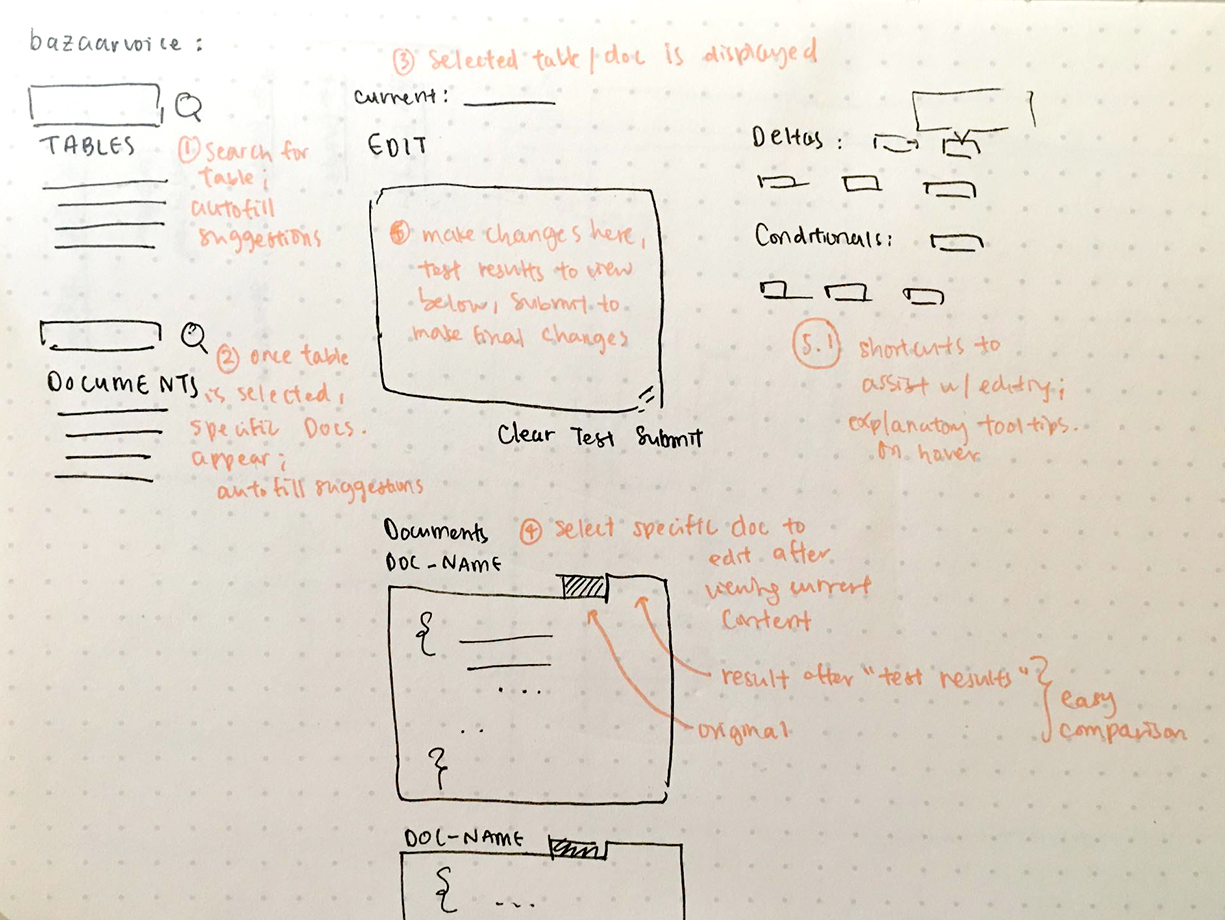 bazaarvoice :
③ Selected table / doc is displayed
current :
TABLES
① Search for
table ;
autofill
suggestions
EDIT
Deltas :
Conditionals :
⑤ make changes here,
test results to view
below, submit to
make final changes
5.1 shortcuts to
assist w/ editing ;
explanatory tooltips.
on hover
DOCUMENTS
② once table
is selected,
specific Docs.
appear ;
autofill suggestions
Clear Test Submit
Documents
DOC-NAME
④ Select specific doc to
edit after
viewing current
content
{
....
..
}
result after "test results"
original
easy
comparison
DOC-NAME
{ ...